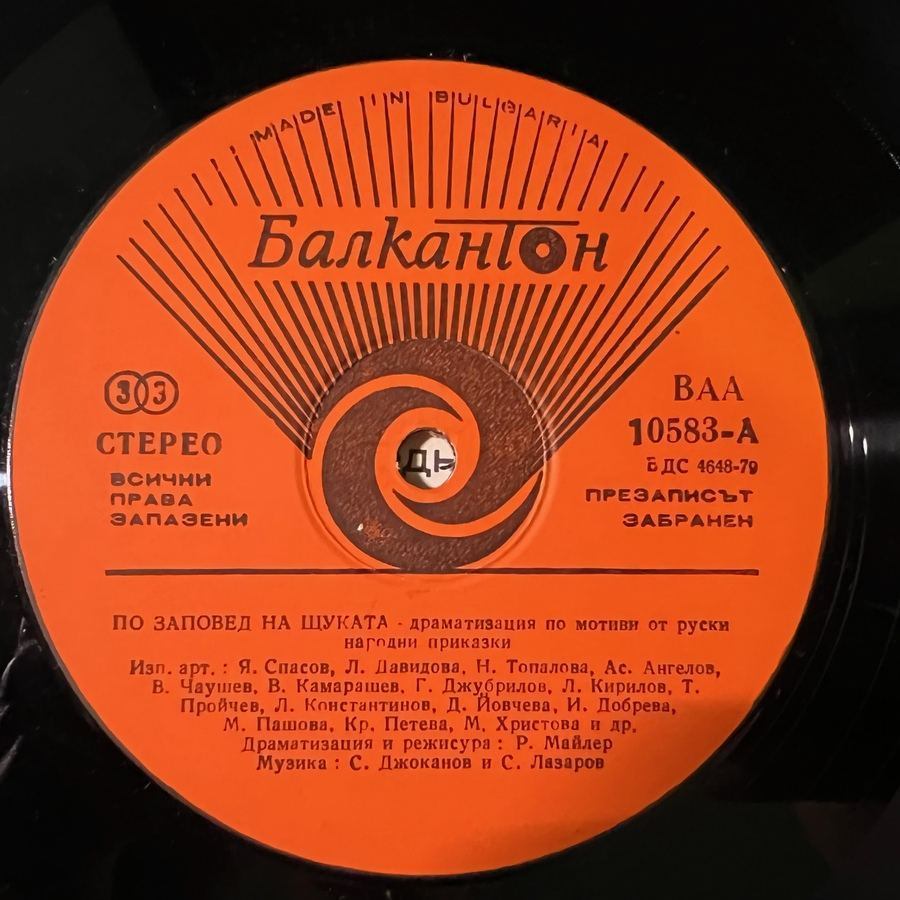 MADE IN BULGARIA
Балкантон
33
СТЕРЕО
ВСИЧНИ
ПРАВА
ЗАПАЗЕНИ
ВАА
10583-А
БДС 4648-79
ПРЕЗАПИСЪТ
ЗАБРАНЕН
ПО ЗАПОВЕД НА ЩУКАТА - драматизация по мотиви от руски
народни приказки
Изп. арт. : Я. Спасов, Л. Давидова, Н. Топалова, Ас. Ангелов,
В. Чаушев, В. Камарашев, Г. Джубрилов, Л. Кирилов, Т.
Пройчев, Л. Константинов, Д. Йовчева, И. Добрева,
М. Пашова, Кр. Петева, М. Христова и др.
Драматизация и режисура : Р. Майлер
Музика : С. Джоканов и С. Лазаров